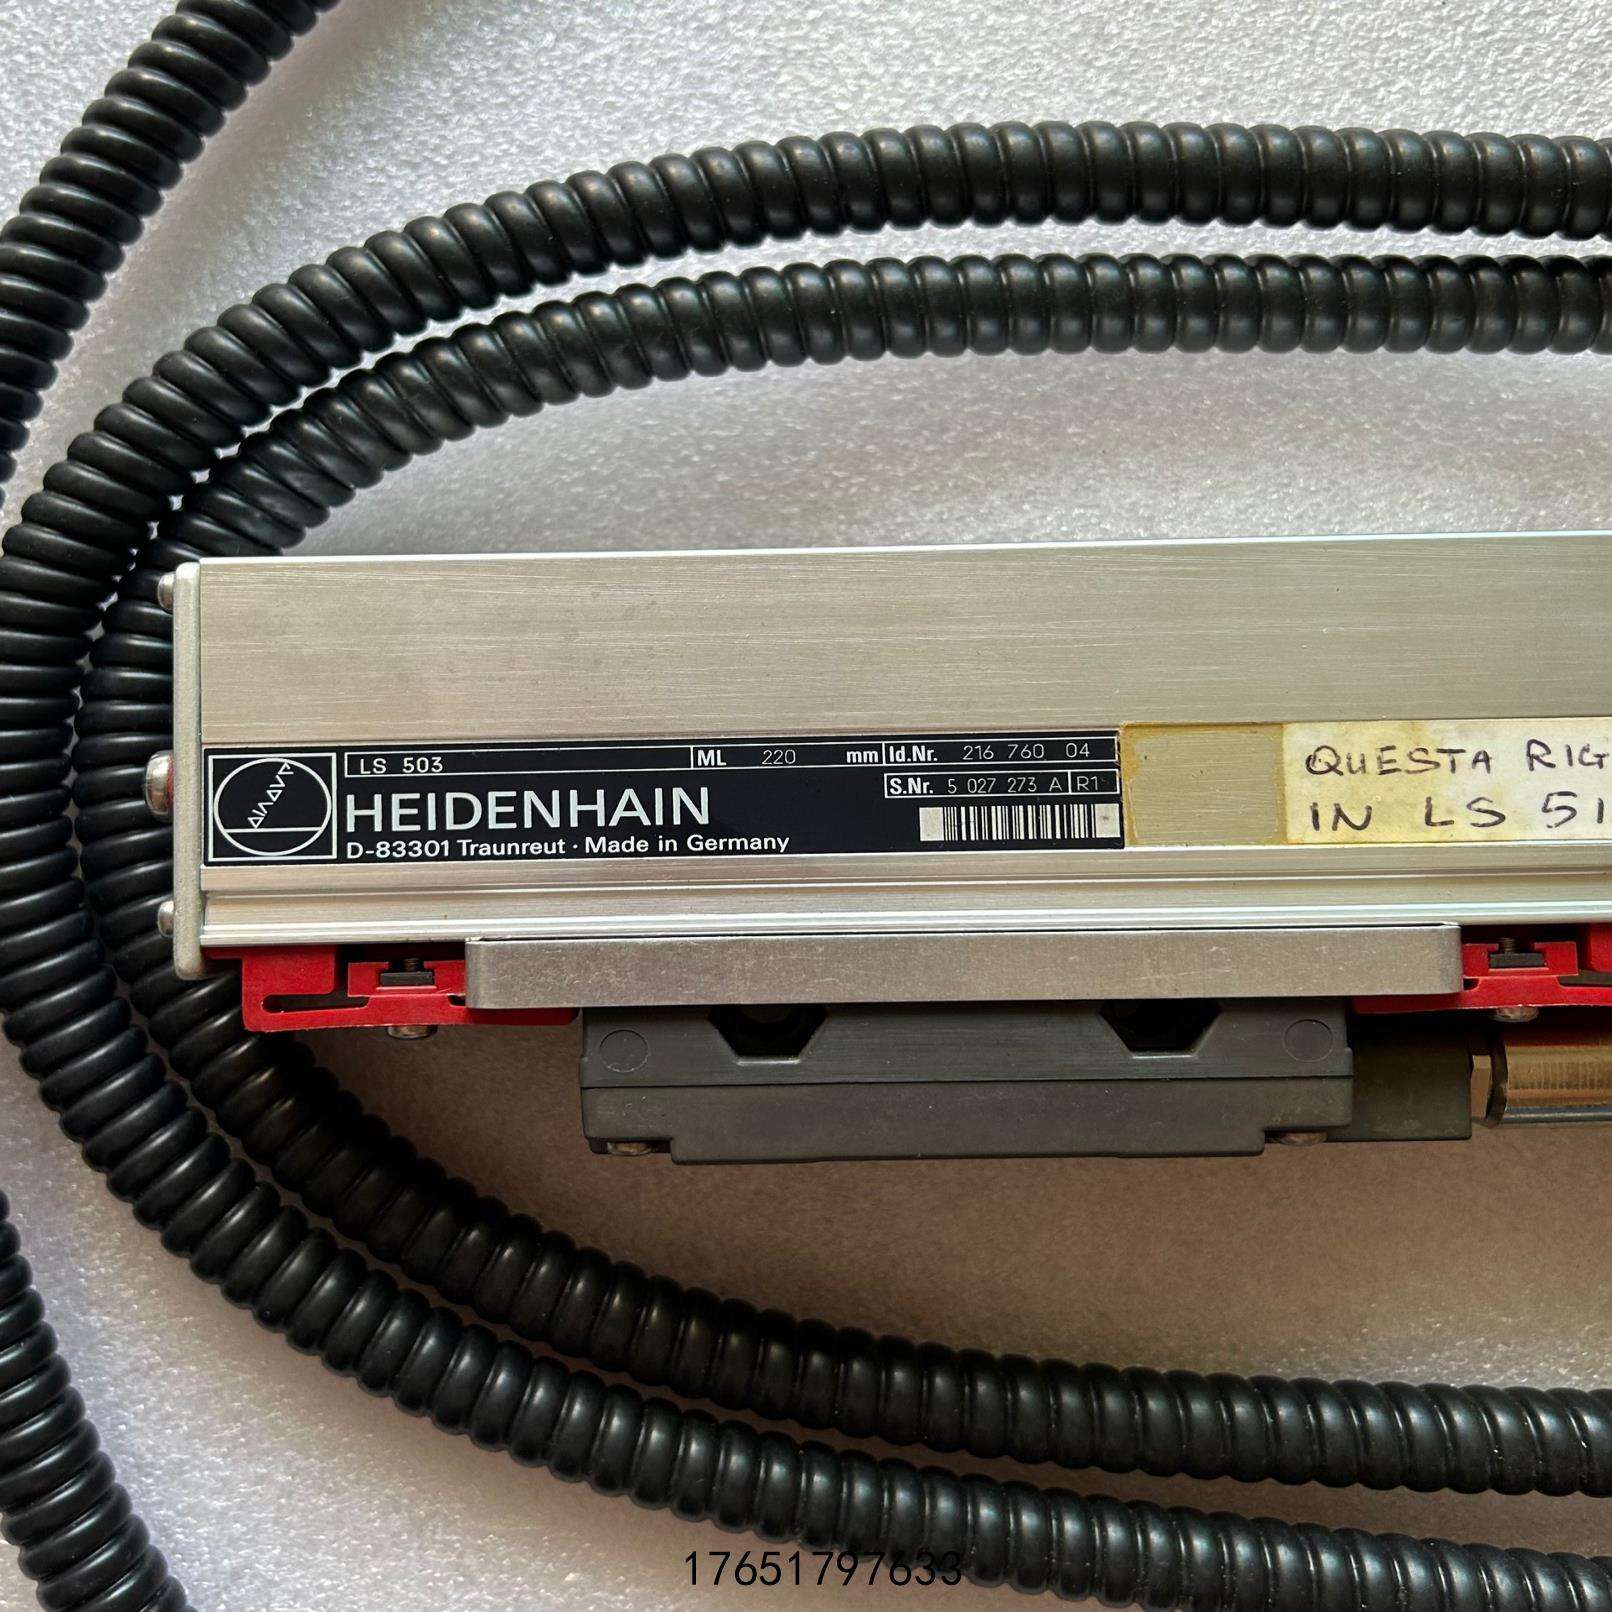 LS 503 ML 220 mm Id.Nr. 216 760 04
S.Nr. 5 027 273 A R1
HEIDENHAIN
D-83301 Traunreut · Made in Germany
QUESTA RIG
IN LS 51
17651797633